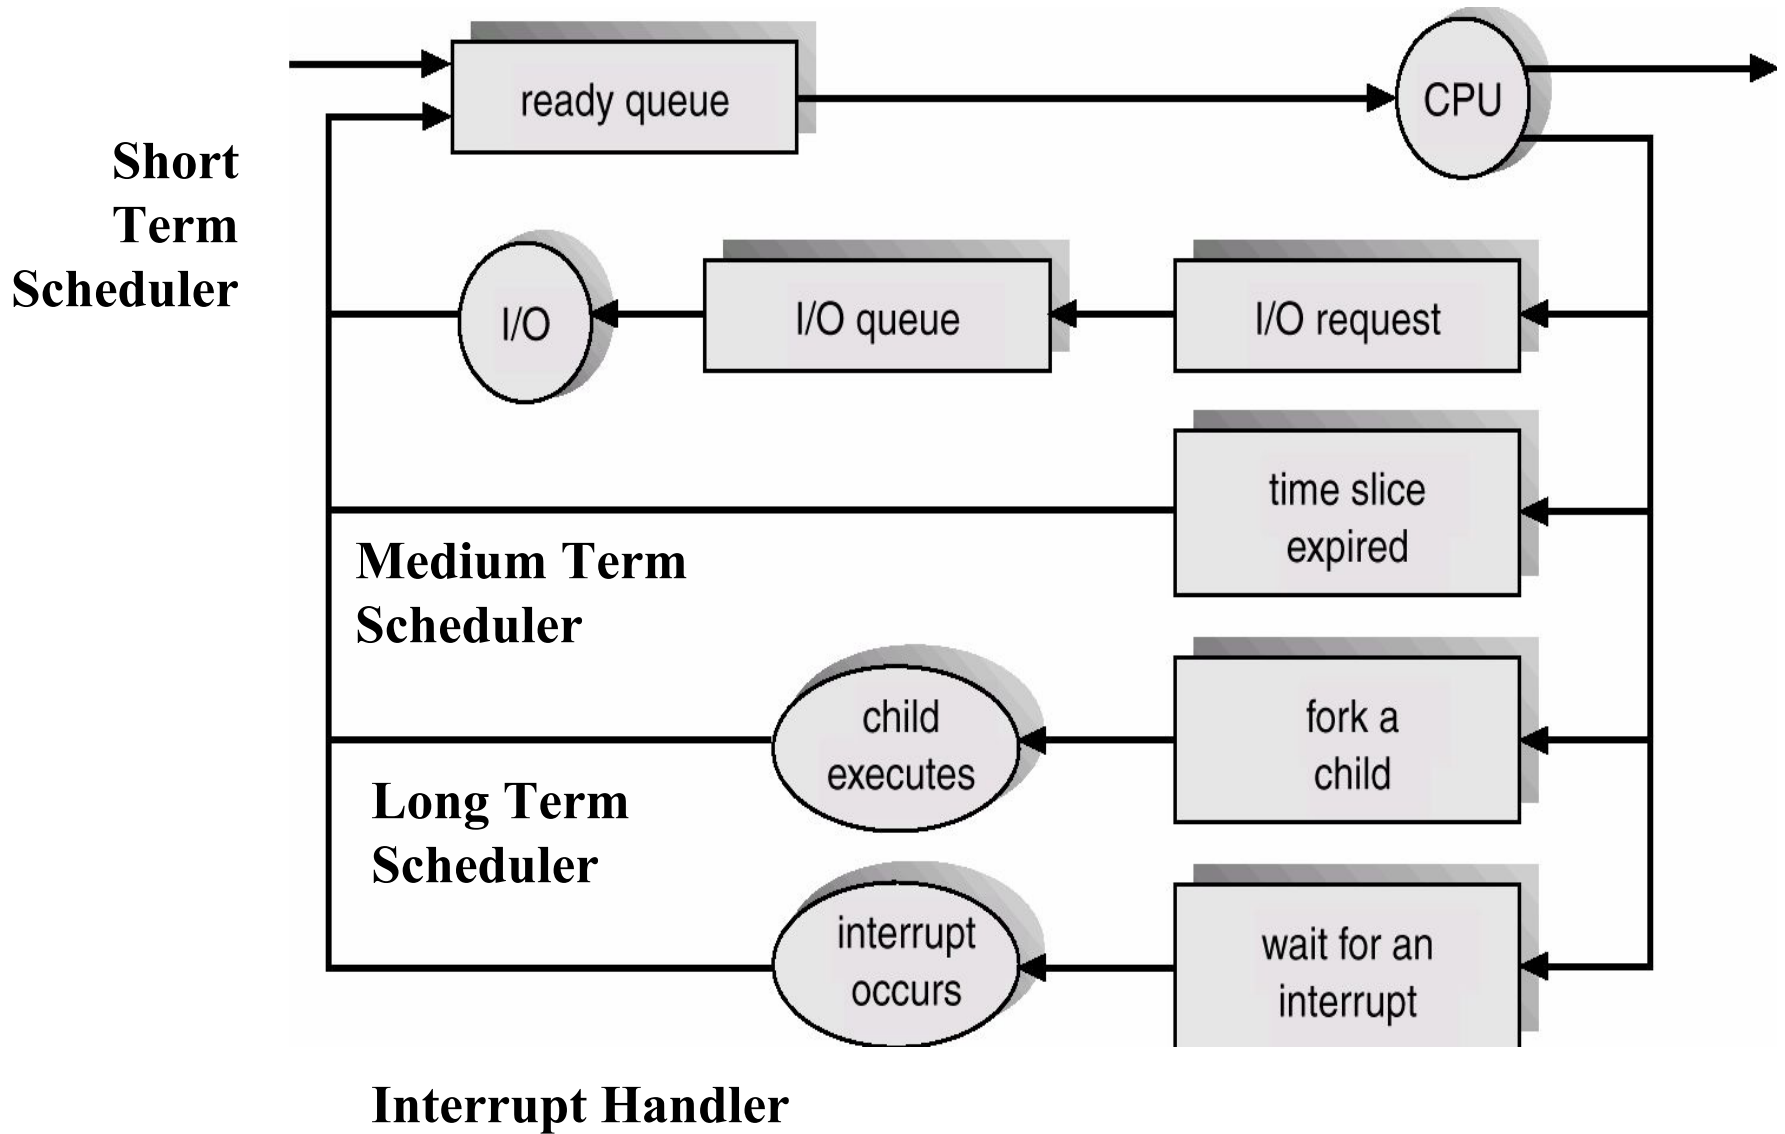 ready queue
CPU
Short
Term
Scheduler
I/O
I/O queue
I/O request
time slice
expired
Medium Term
Scheduler
child
executes
fork a
child
Long Term
Scheduler
interrupt
occurs
wait for an
interrupt
Interrupt Handler